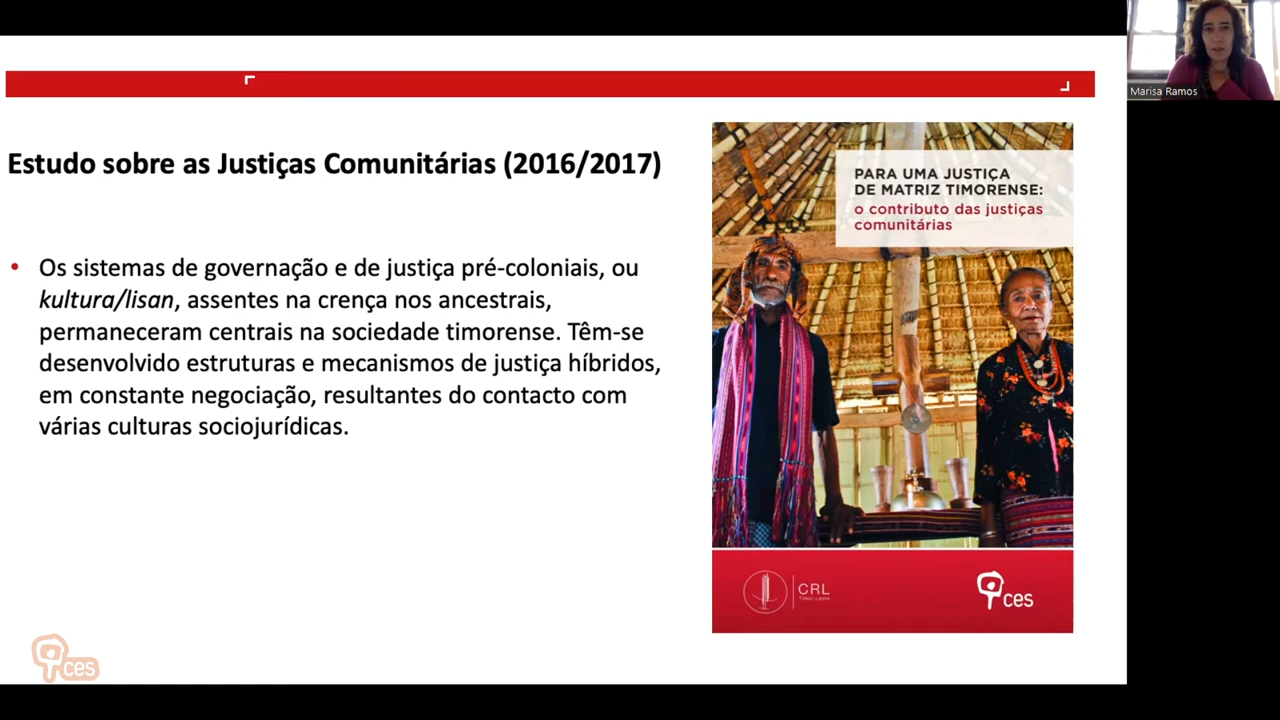 Marisa Ramos
Estudo sobre as Justiças Comunitárias (2016/2017)
• Os sistemas de governação e de justiça pré-coloniais, ou
kultura/lisan, assentes na crença nos ancestrais,
permaneceram centrais na sociedade timorense. Têm-se
desenvolvido estruturas e mecanismos de justiça híbridos,
em constante negociação, resultantes do contacto com
várias culturas sociojurídicas.
PARA UMA JUSTIÇA
DE MATRIZ TIMORENSE:
o contributo das justiças
comunitárias
CRL
Timor-Leste
ces
ces